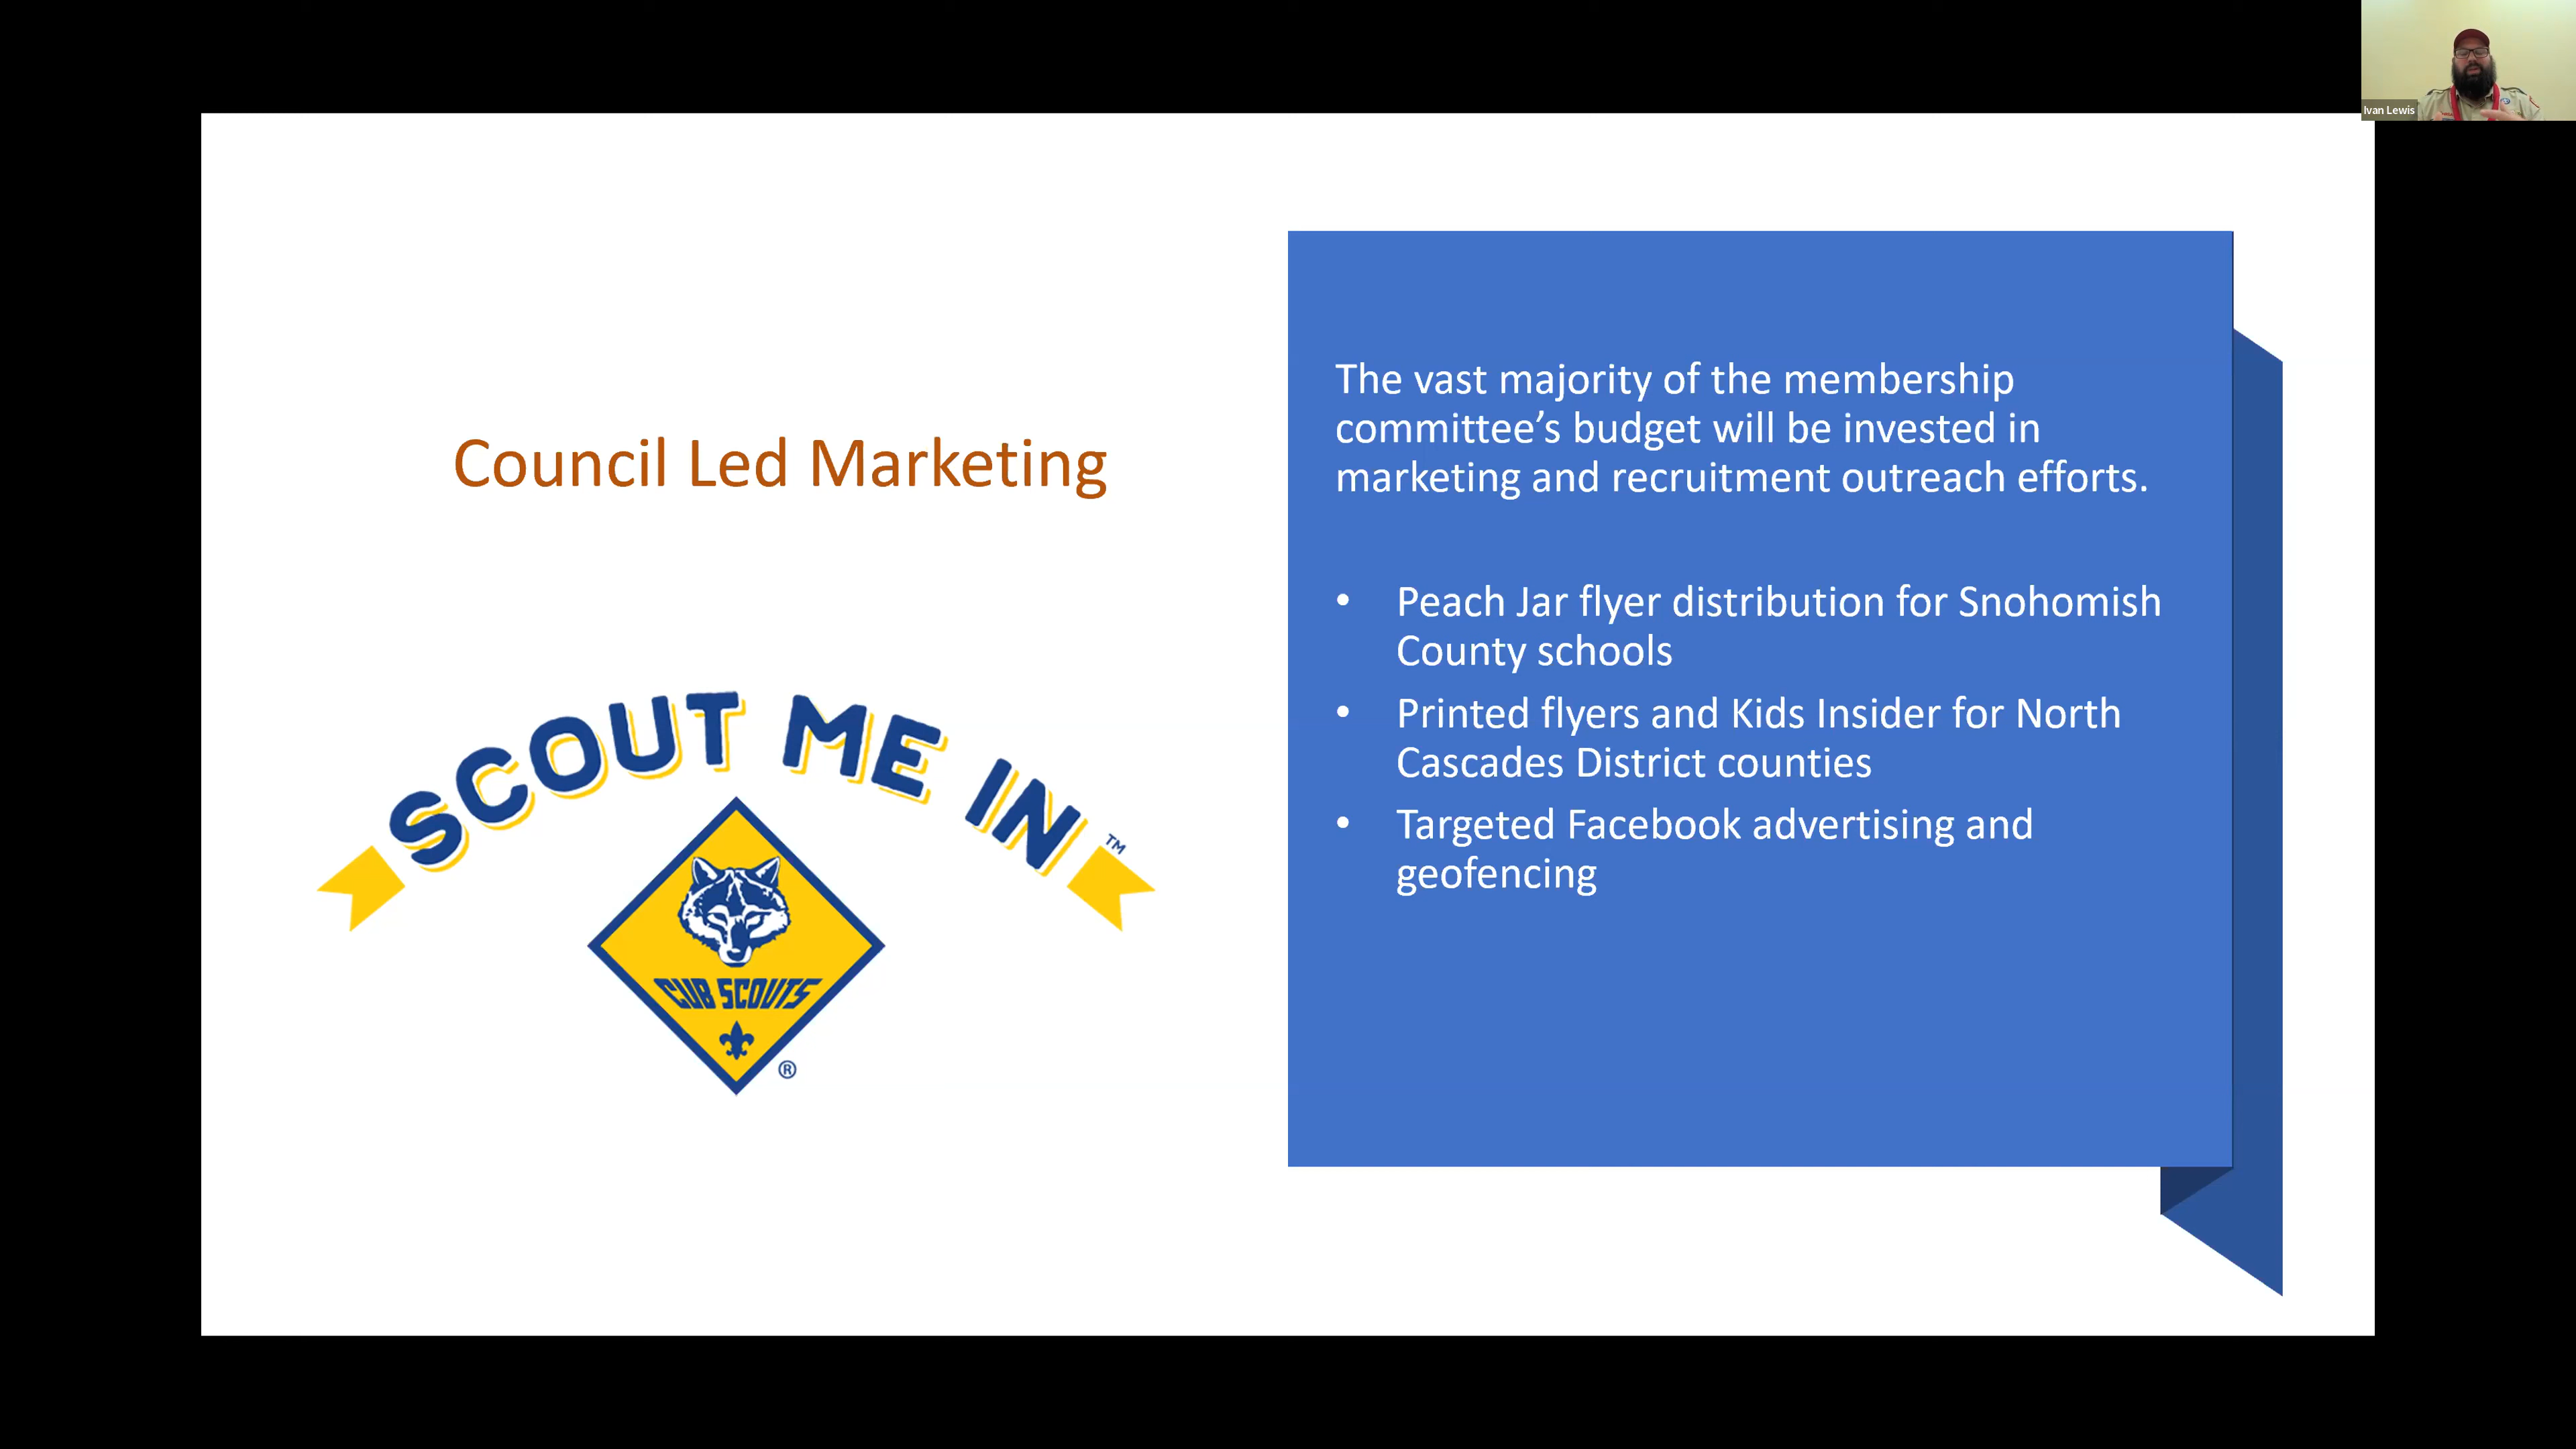 Ivan Lewis
Council Led Marketing
SCOUT ME IN™
CUB SCOUTS
®
The vast majority of the membership
committee’s budget will be invested in
marketing and recruitment outreach efforts.
• Peach Jar flyer distribution for Snohomish
County schools
• Printed flyers and Kids Insider for North
Cascades District counties
• Targeted Facebook advertising and
geofencing